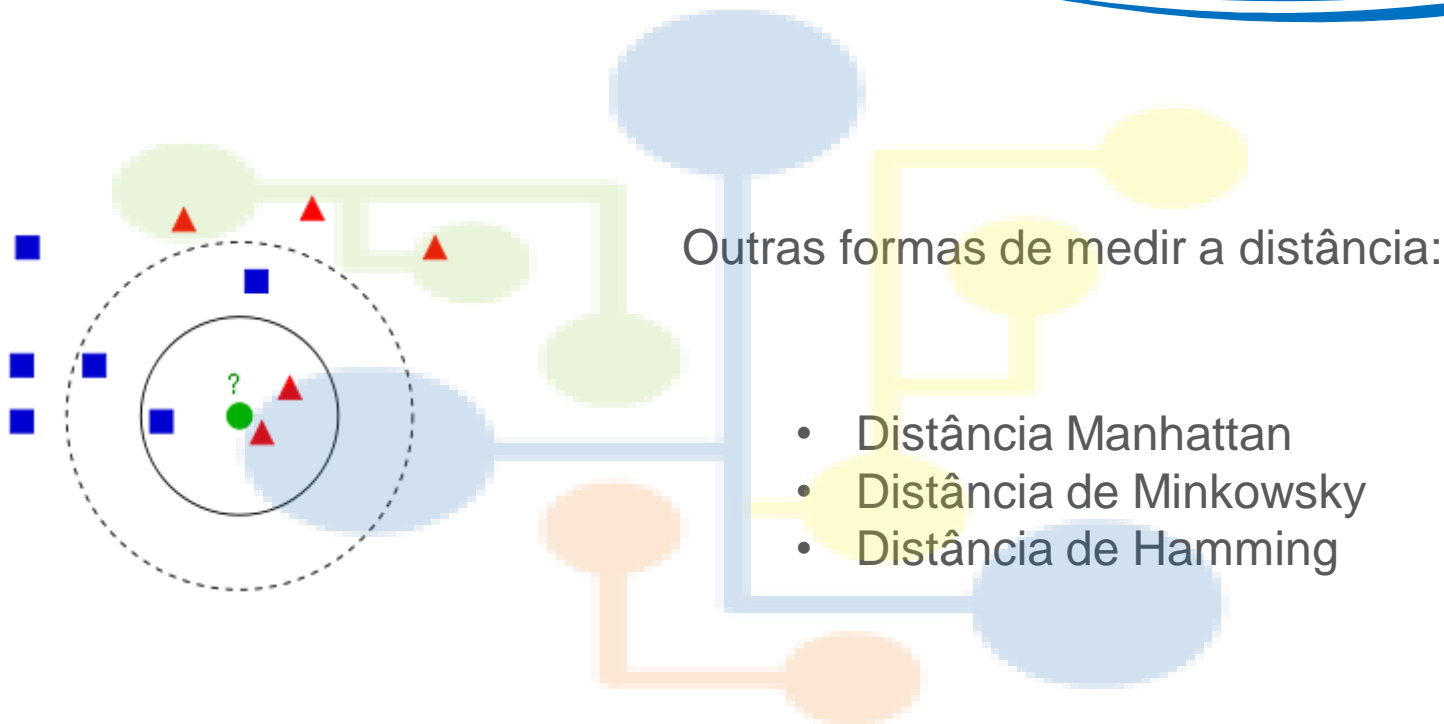 Outras formas de medir a distância:
?
• Distância Manhattan
• Distância de Minkowsky
• Distância de Hamming